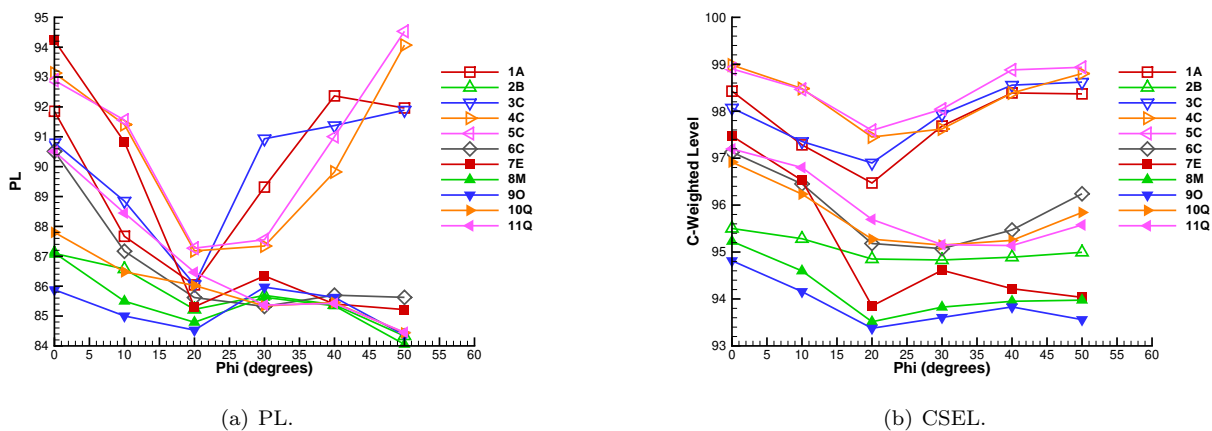 95
94
93
92
91
90
89
88
87
86
85
84
PL
0 5 10 15 20 25 30 35 40 45 50 55 60
Phi (degrees)
1A
2B
3C
4C
5C
6C
7E
8M
9O
10Q
11Q
(a) PL.
100
99
98
97
96
95
94
93
C-Weighted Level
0 5 10 15 20 25 30 35 40 45 50 55 60
Phi (degrees)
1A
2B
3C
4C
5C
6C
7E
8M
9O
10Q
11Q
(b) CSEL.